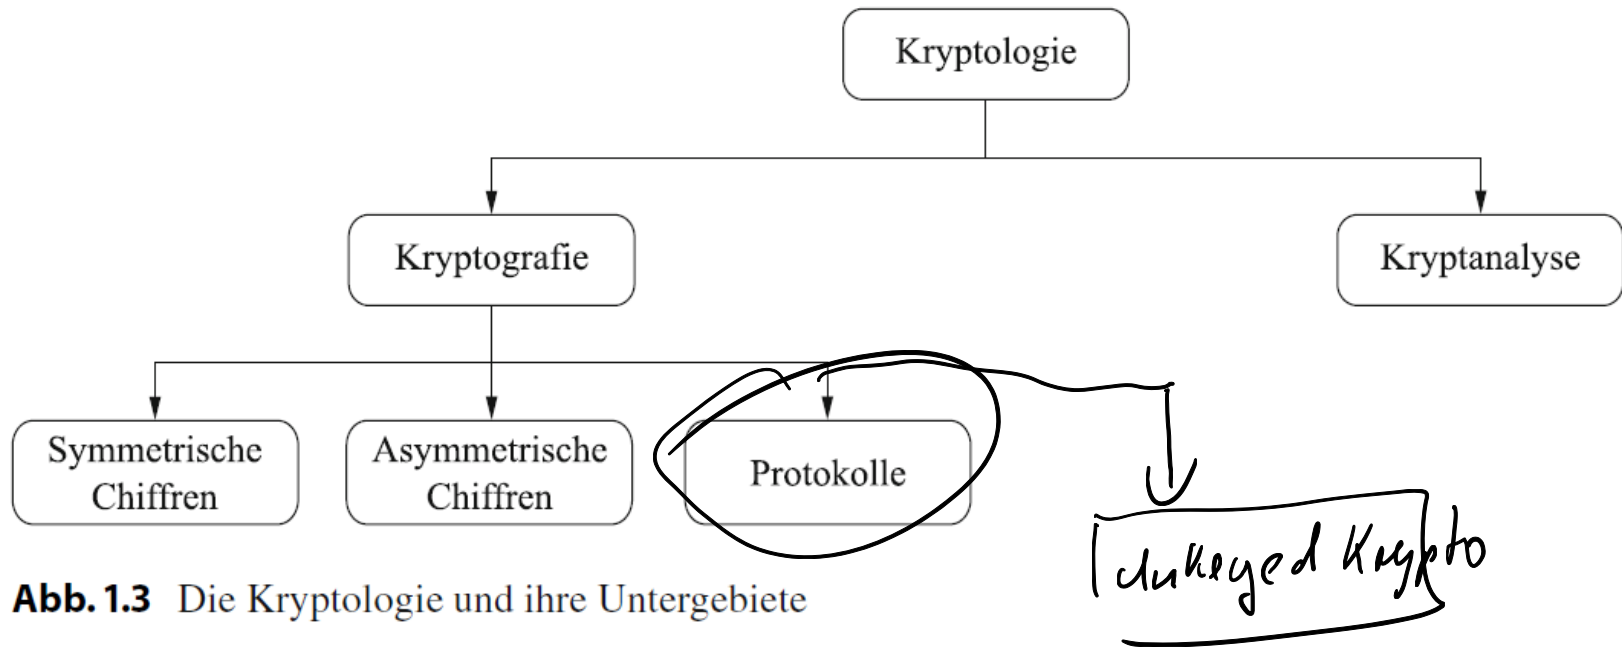 Kryptologie
Kryptografie
Kryptanalyse
Symmetrische
Chiffren
Asymmetrische
Chiffren
Protokolle
unkeyed Krypto
Abb. 1.3 Die Kryptologie und ihre Untergebiete